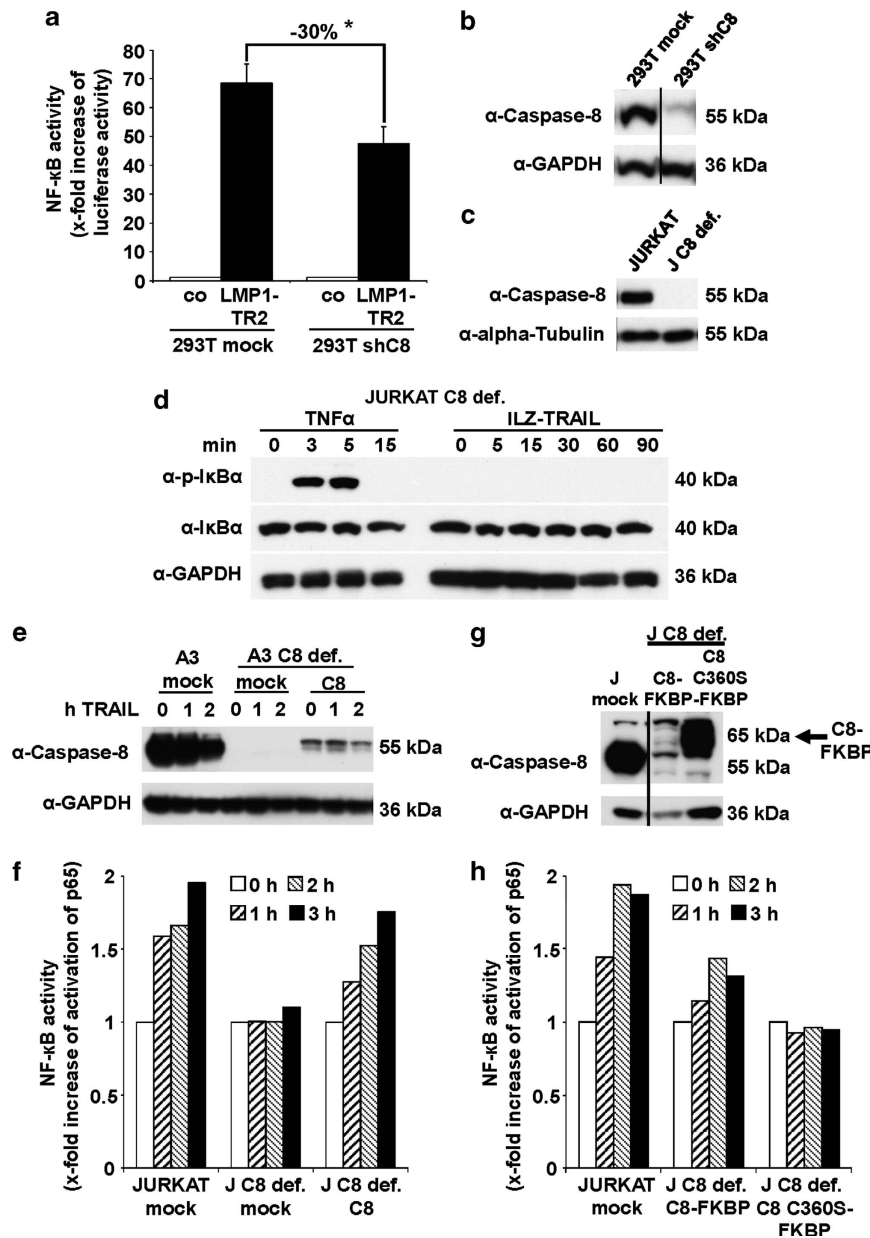 a
-30% *
NF-κB activity
(x-fold increase of
luciferase activity)
80
70
60
50
40
30
20
10
0
co LMP1- co LMP1-
TR2 TR2
293T mock 293T shC8
b
293T mock 293T shC8
α-Caspase-8 55 kDa
α-GAPDH 36 kDa
c
JURKAT J C8 def.
α-Caspase-8 55 kDa
α-alpha-Tubulin 55 kDa
d
JURKAT C8 def.
TNFα ILZ-TRAIL
min 0 3 5 15 0 5 15 30 60 90
α-p-IκBα 40 kDa
α-IκBα 40 kDa
α-GAPDH 36 kDa
e
A3 A3 C8 def.
mock mock C8
h TRAIL 0 1 2 0 1 2 0 1 2
α-Caspase-8 55 kDa
α-GAPDH 36 kDa
g
J C8 def.
C8
J C8- C360S
mock FKBP -FKBP
65 kDa C8-
FKBP
α-Caspase-8 55 kDa
α-GAPDH 36 kDa
f
NF-κB activity
(x-fold increase of activation of p65)
2
1.5
1
0.5
0
0 h 2 h
1 h 3 h
JURKAT J C8 def. J C8 def.
mock mock C8
h
NF-κB activity
(x-fold increase of activation of p65)
2
1.5
1
0.5
0
0 h 2 h
1 h 3 h
JURKAT J C8 def. J C8 def.
mock C8-FKBP C8 C360S-
FKBP